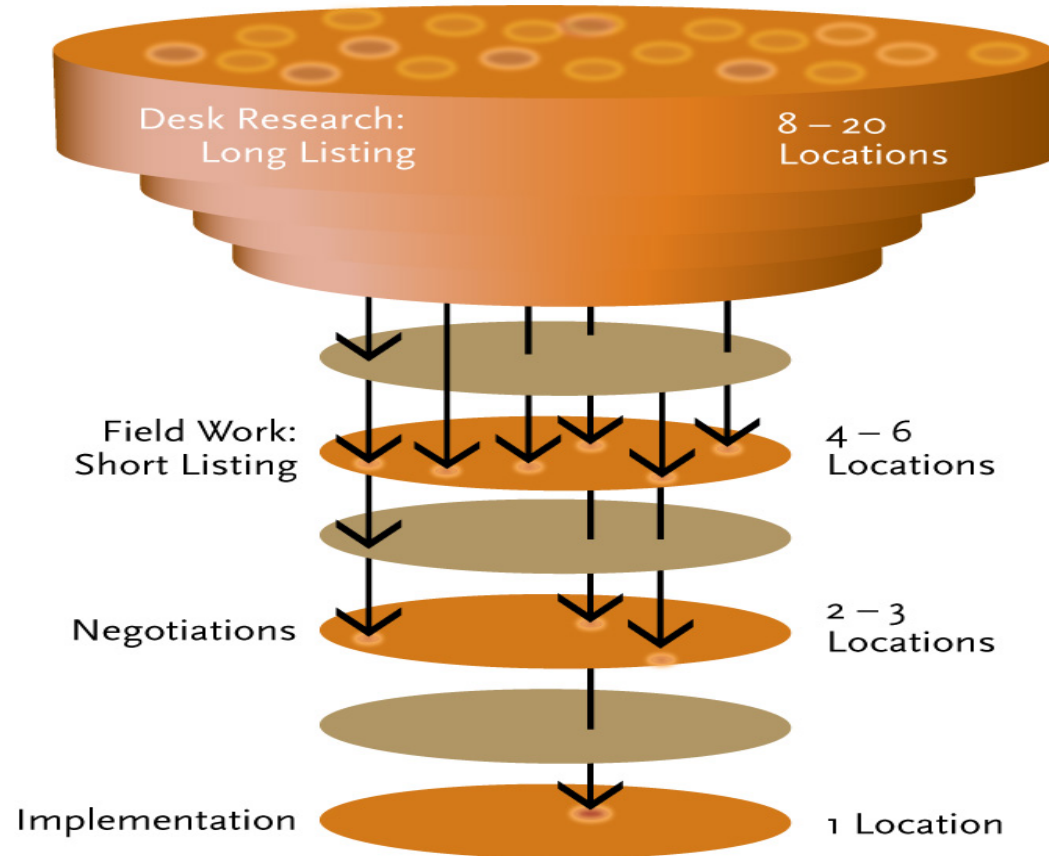 Desk Research:
Long Listing
8 – 20
Locations
Field Work:
Short Listing
4 – 6
Locations
Negotiations
2 – 3
Locations
Implementation
1 Location